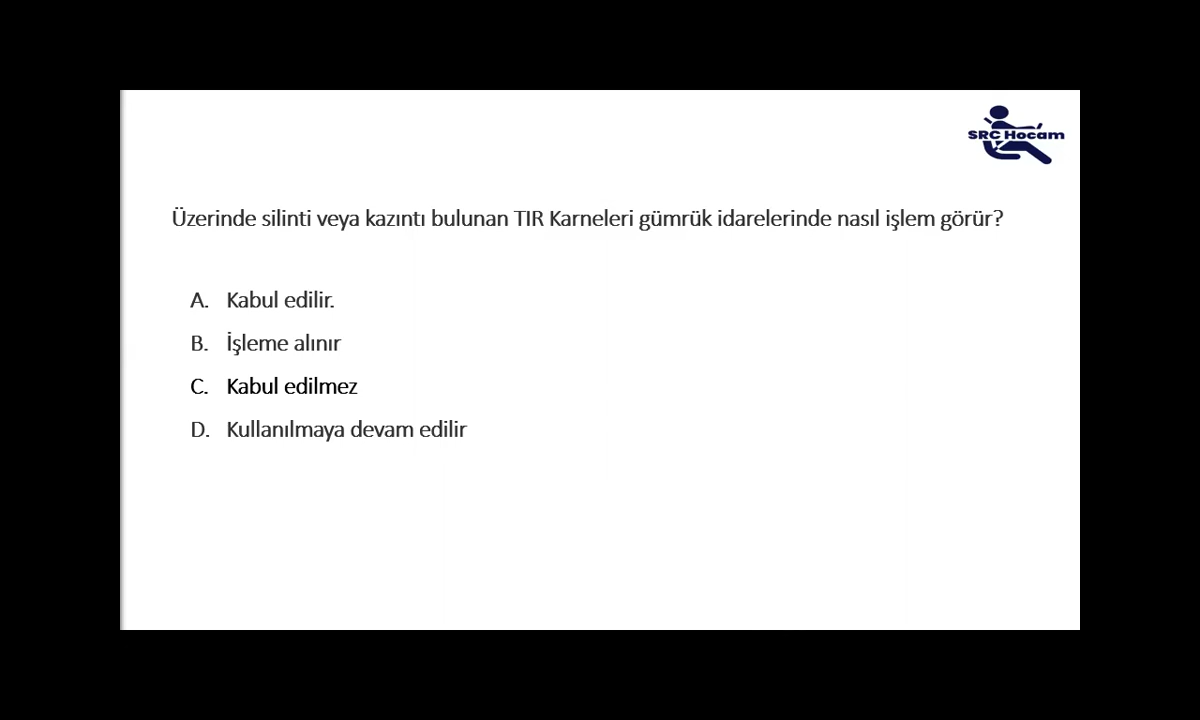 SRC Hocam
Üzerinde silinti veya kazıntı bulunan TIR Karneleri gümrük idarelerinde nasıl işlem görür?
A. Kabul edilir.
B. İşleme alınır
C. Kabul edilmez
D. Kullanılmaya devam edilir